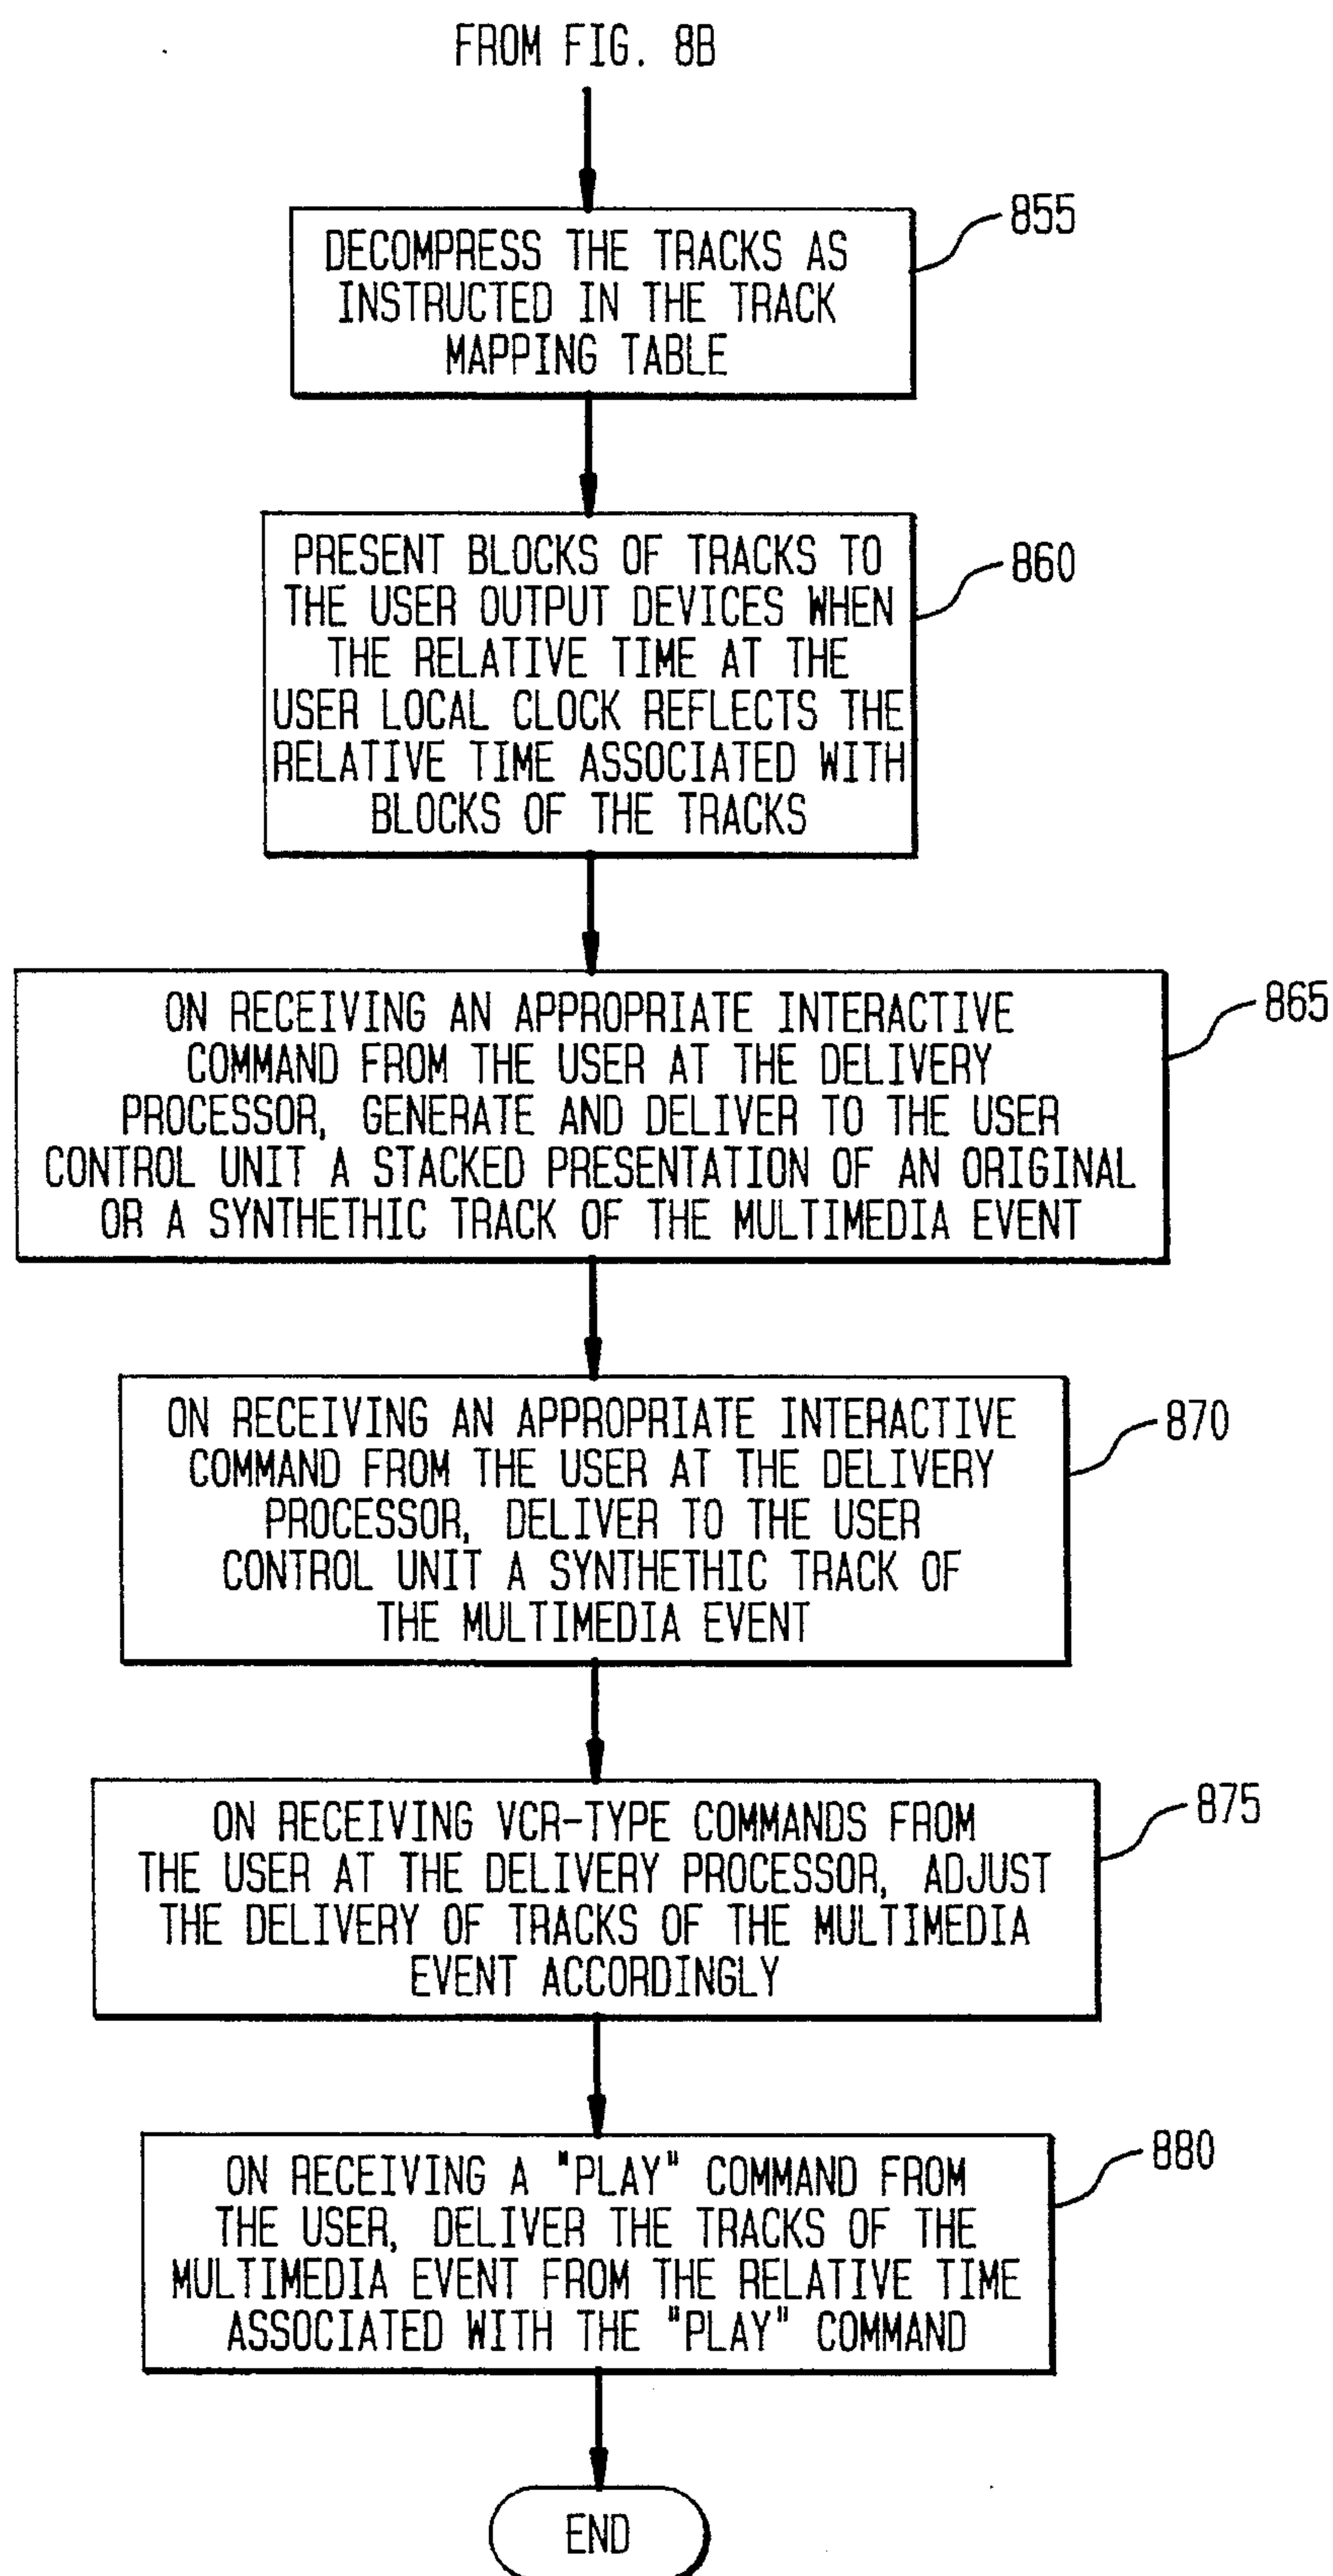 FROM FIG. 8B
855
DECOMPRESS THE TRACKS AS
INSTRUCTED IN THE TRACK
MAPPING TABLE
860
PRESENT BLOCKS OF TRACKS TO
THE USER OUTPUT DEVICES WHEN
THE RELATIVE TIME AT THE
USER LOCAL CLOCK REFLECTS THE
RELATIVE TIME ASSOCIATED WITH
BLOCKS OF THE TRACKS
865
ON RECEIVING AN APPROPRIATE INTERACTIVE
COMMAND FROM THE USER AT THE DELIVERY
PROCESSOR, GENERATE AND DELIVER TO THE USER
CONTROL UNIT A STACKED PRESENTATION OF AN ORIGINAL
OR A SYNTHETHIC TRACK OF THE MULTIMEDIA EVENT
870
ON RECEIVING AN APPROPRIATE INTERACTIVE
COMMAND FROM THE USER AT THE DELIVERY
PROCESSOR, DELIVER TO THE USER
CONTROL UNIT A SYNTHETHIC TRACK OF
THE MULTIMEDIA EVENT
875
ON RECEIVING VCR-TYPE COMMANDS FROM
THE USER AT THE DELIVERY PROCESSOR, ADJUST
THE DELIVERY OF TRACKS OF THE MULTIMEDIA
EVENT ACCORDINGLY
880
ON RECEIVING A "PLAY" COMMAND FROM
THE USER, DELIVER THE TRACKS OF THE
MULTIMEDIA EVENT FROM THE RELATIVE TIME
ASSOCIATED WITH THE "PLAY" COMMAND
END